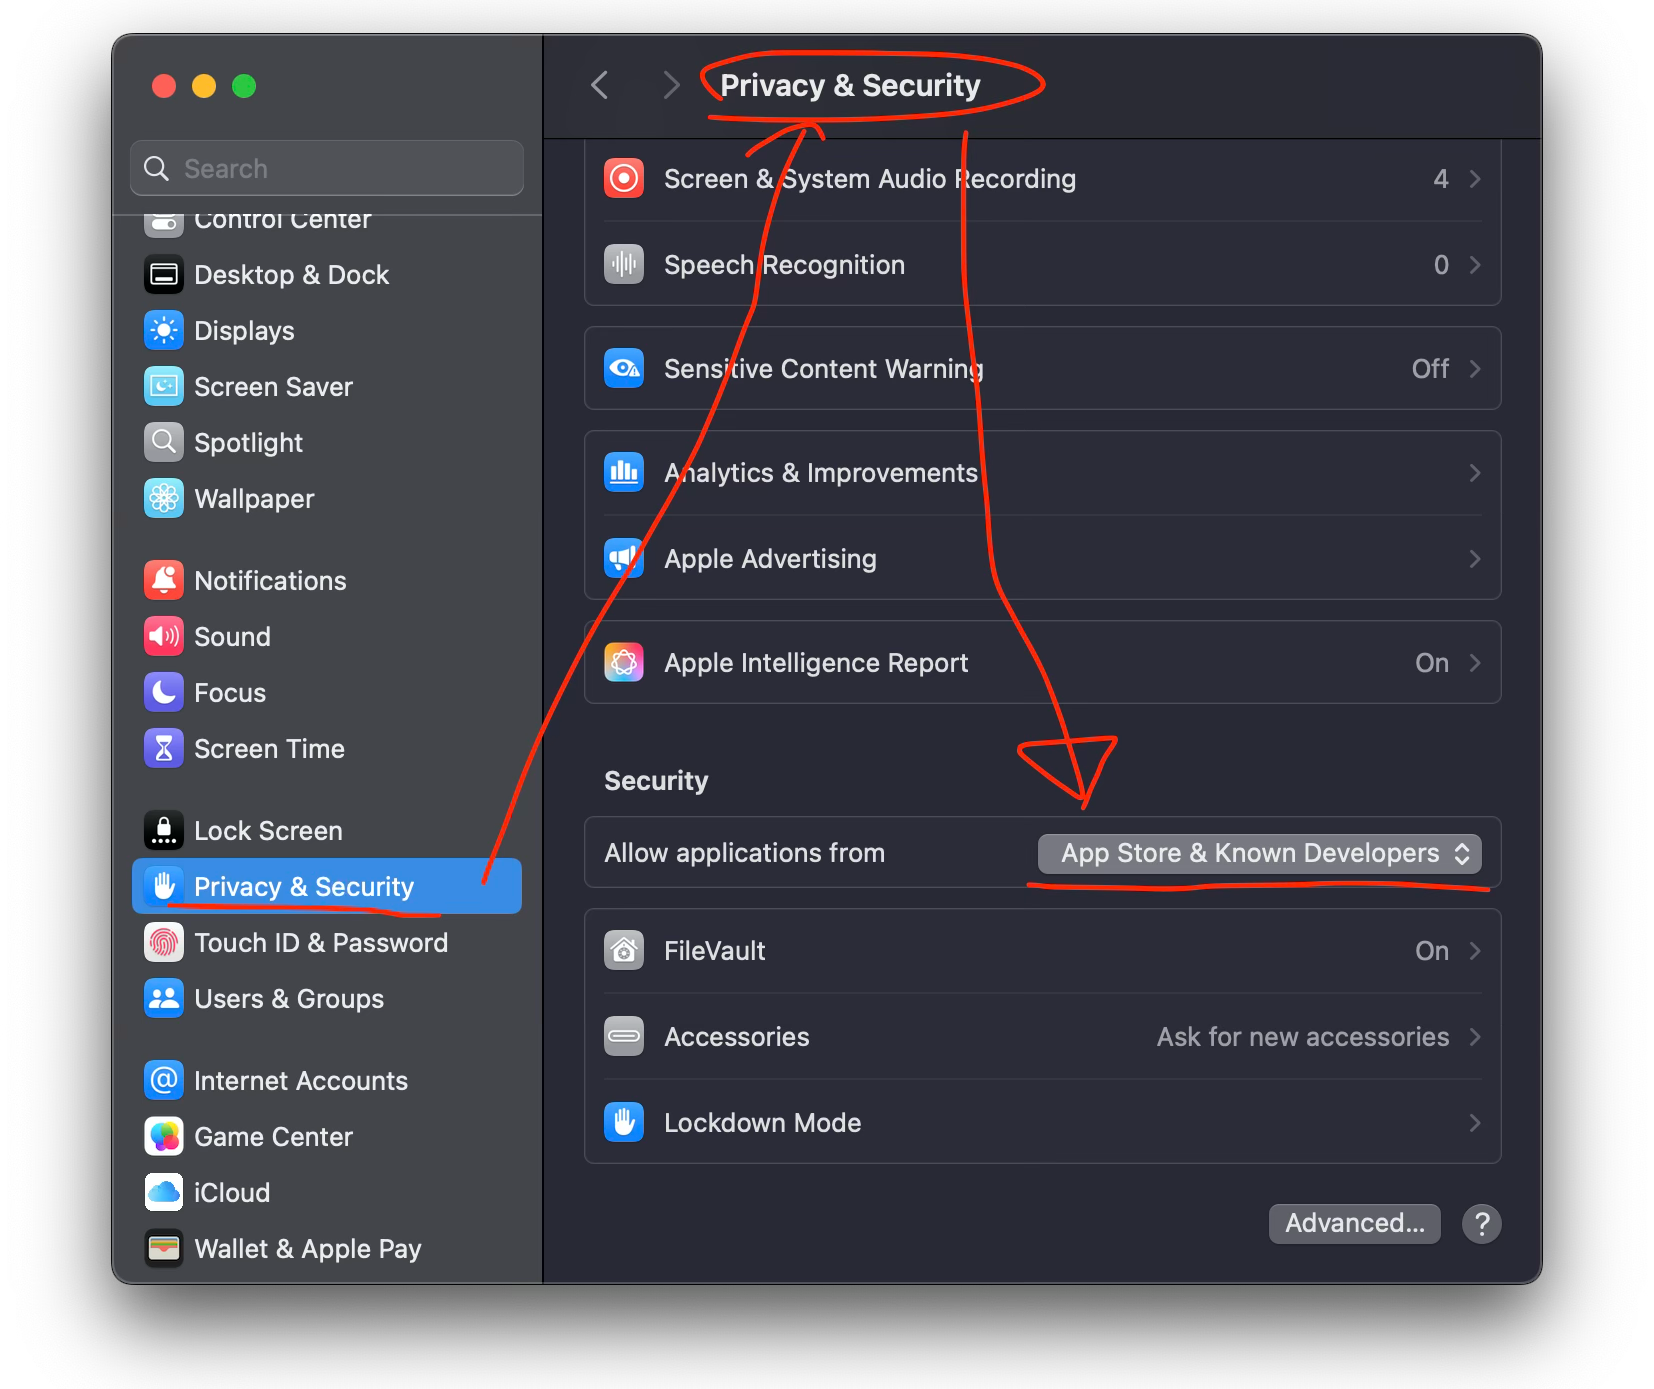 Privacy & Security
Search
Control Center
Desktop & Dock
Displays
Screen Saver
Spotlight
Wallpaper
Notifications
Sound
Focus
Screen Time
Lock Screen
Privacy & Security
Touch ID & Password
Users & Groups
Internet Accounts
@
Game Center
iCloud
Wallet & Apple Pay
Screen & System Audio Recording 4
Speech Recognition 0
Sensitive Content Warning Off
Analytics & Improvements
Apple Advertising
Apple Intelligence Report On
Security
Allow applications from App Store & Known Developers
FileVault On
Accessories Ask for new accessories
Lockdown Mode
Advanced... ?